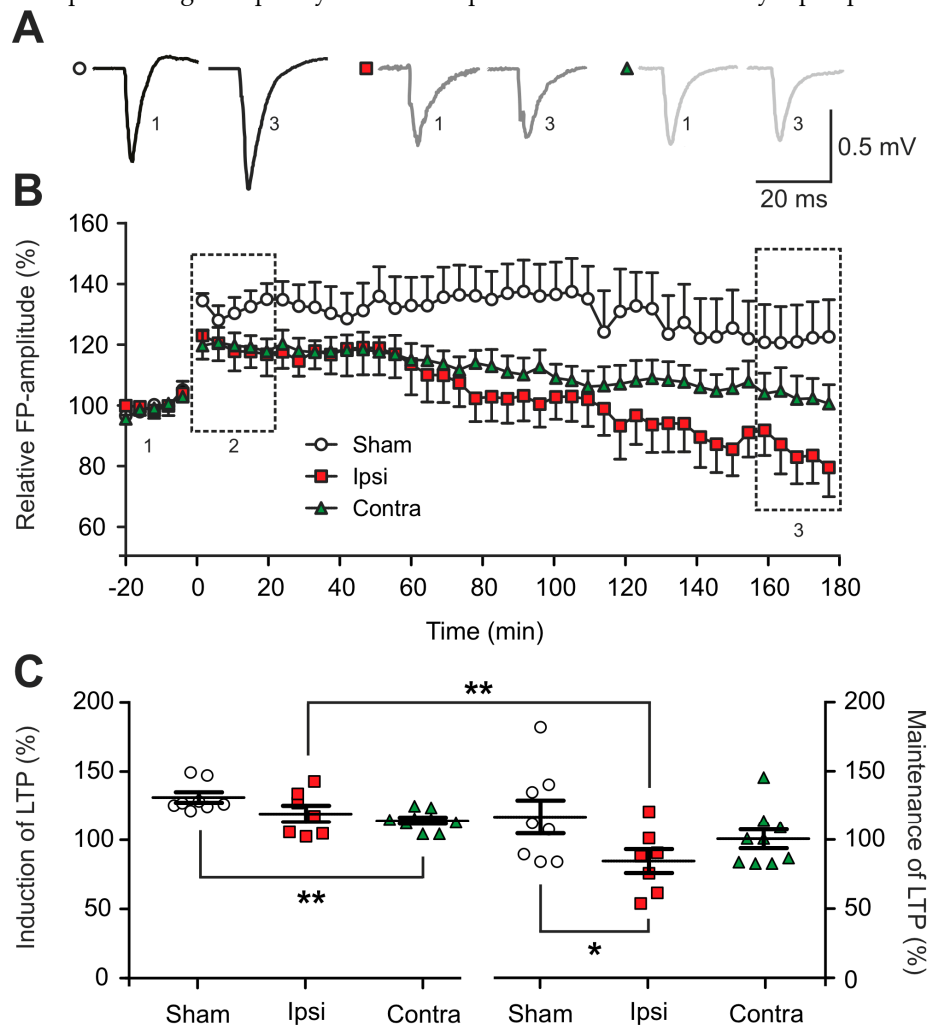 A
1
3
1
3
1
3
0.5 mV
20 ms
B
Relative FP-amplitude (%)
160
140
120
100
80
60
1
2
3
Sham
Ipsi
Contra
-20 0 20 40 60 80 100 120 140 160 180
Time (min)
C
Induction of LTP (%)
200
150
100
50
0
**
**
*
200
150
100
50
0
Maintenance of LTP (%)
Sham Ipsi Contra Sham Ipsi Contra